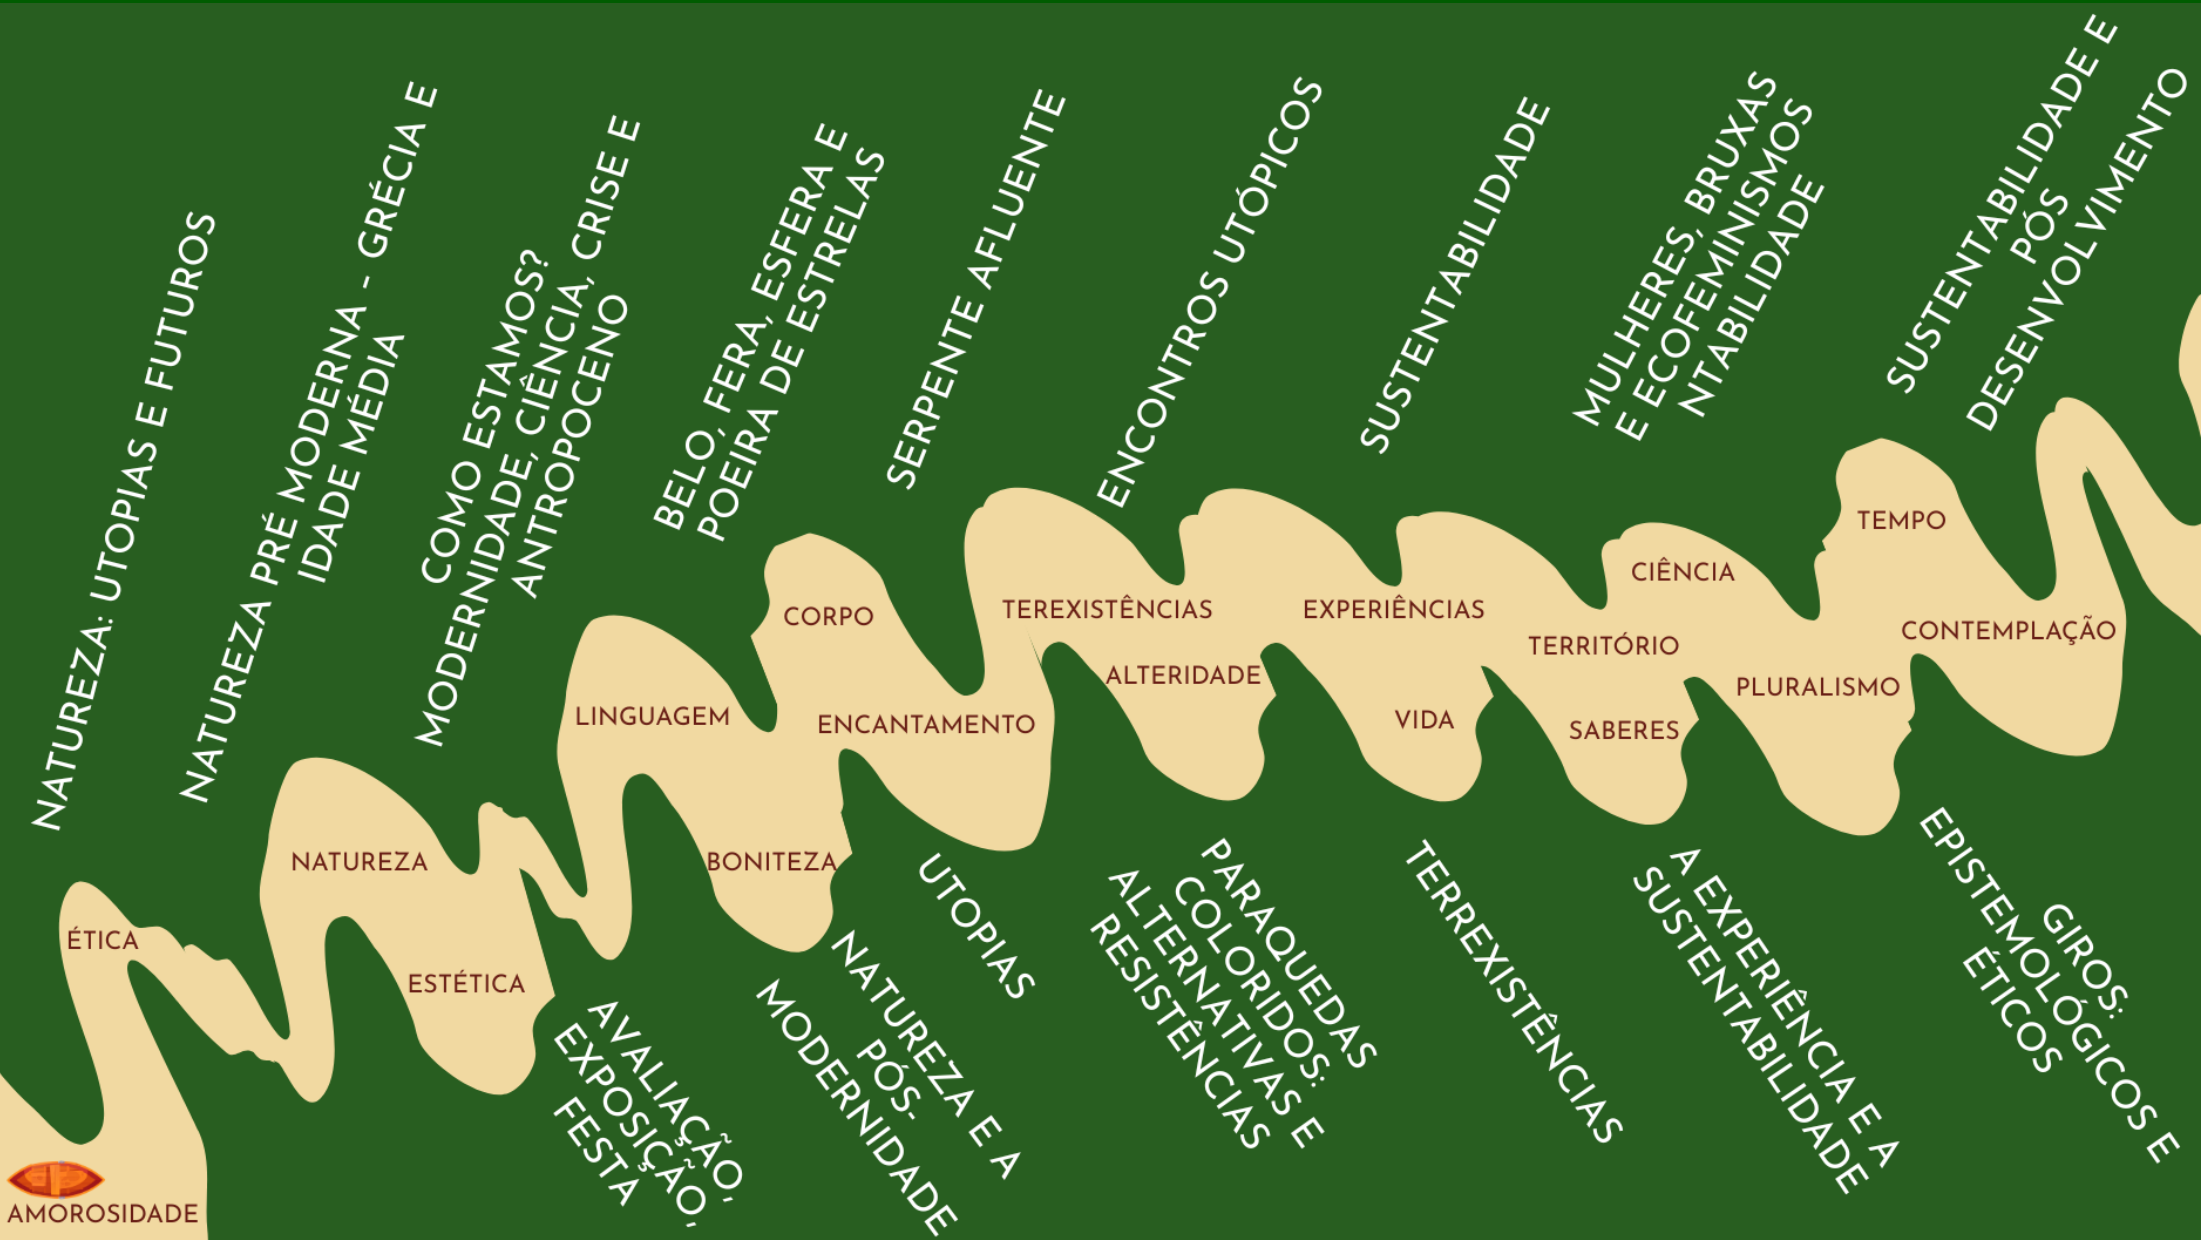 NATUREZA: UTOPIAS E FUTUROS
NATUREZA PRÉ MODERNA - GRÉCIA E
IDADE MÉDIA
COMO ESTAMOS?
MODERNIDADE, CIÊNCIA, CRISE E
ANTROPOCENO
BELO, FERA, ESFERA E
POEIRA DE ESTRELAS
SERPENTE AFLUENTE
ENCONTROS UTÓPICOS
SUSTENTABILIDADE
MULHERES, BRUXAS
E ECOFEMINISMOS
NTABILIDADE
SUSTENTABILIDADE E
PÓS
DESENVOLVIMENTO
AMOROSIDADE
ÉTICA
NATUREZA
ESTÉTICA
LINGUAGEM
BONITEZA
CORPO
ENCANTAMENTO
TEREXISTÊNCIAS
ALTERIDADE
EXPERIÊNCIAS
VIDA
TERRITÓRIO
SABERES
CIÊNCIA
PLURALISMO
TEMPO
CONTEMPLAÇÃO
AVALIAÇÃO,
EXPOSIÇÃO,
FESTA
NATUREZA E A
PÓS-
MODERNIDADE
UTOPIAS
PARAQUEDAS
COLORIDOS:
ALTERNATIVAS E
RESISTÊNCIAS
TERREXISTÊNCIAS
A EXPERIÊNCIA E A
SUSTENTABILIDADE
GIROS:
EPISTEMOLÓGICOS E
ÉTICOS